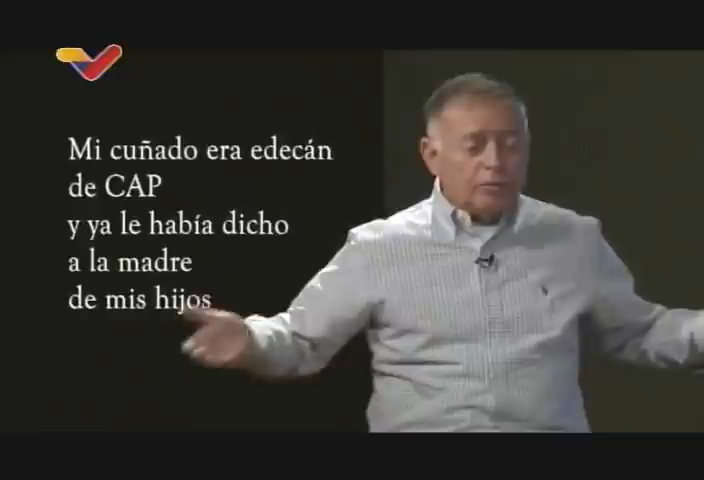 Mi cuñado era edecán
de CAP
y ya le había dicho
a la madre
de mis hijos